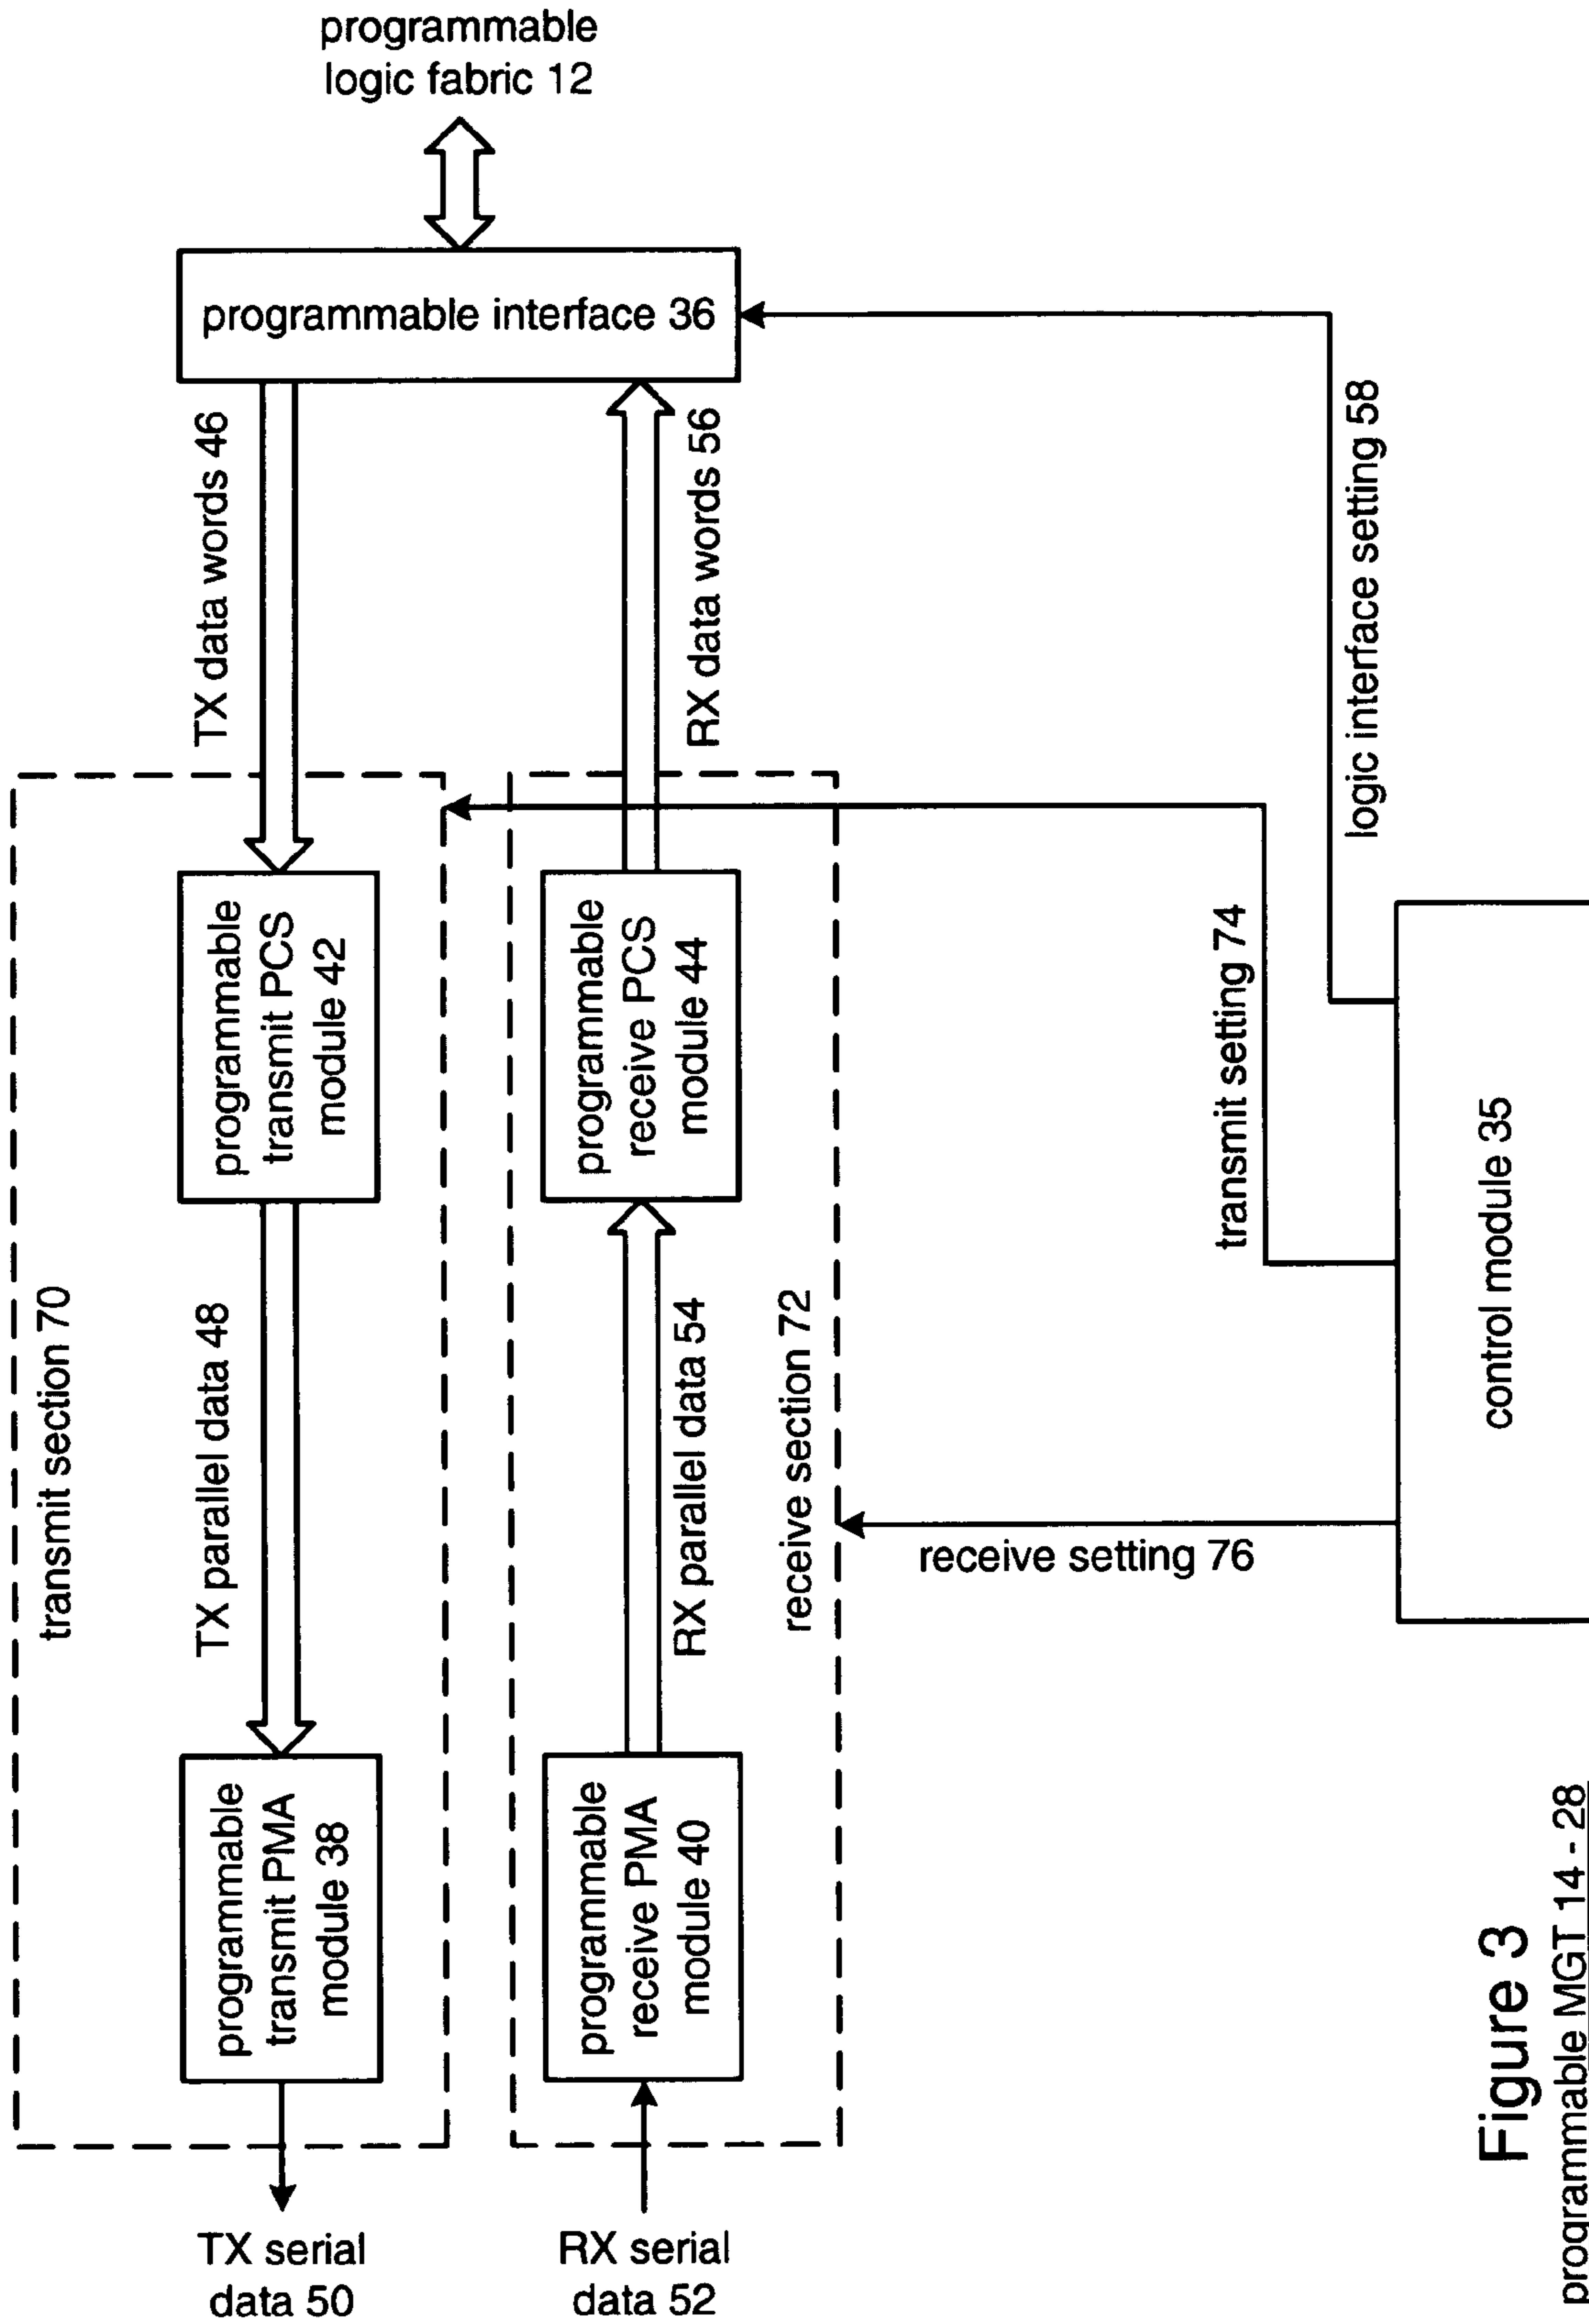 programmable
logic fabric 12
programmable interface 36
TX data words 46
RX data words 56
logic interface setting 58
programmable
transmit PCS
module 42
programmable
receive PCS
module 44
transmit setting 74
transmit section 70
TX parallel data 48
RX parallel data 54
receive section 72
receive setting 76
control module 35
programmable
transmit PMA
module 38
programmable
receive PMA
module 40
TX serial
data 50
RX serial
data 52
Figure 3
programmable MGT 14 - 28